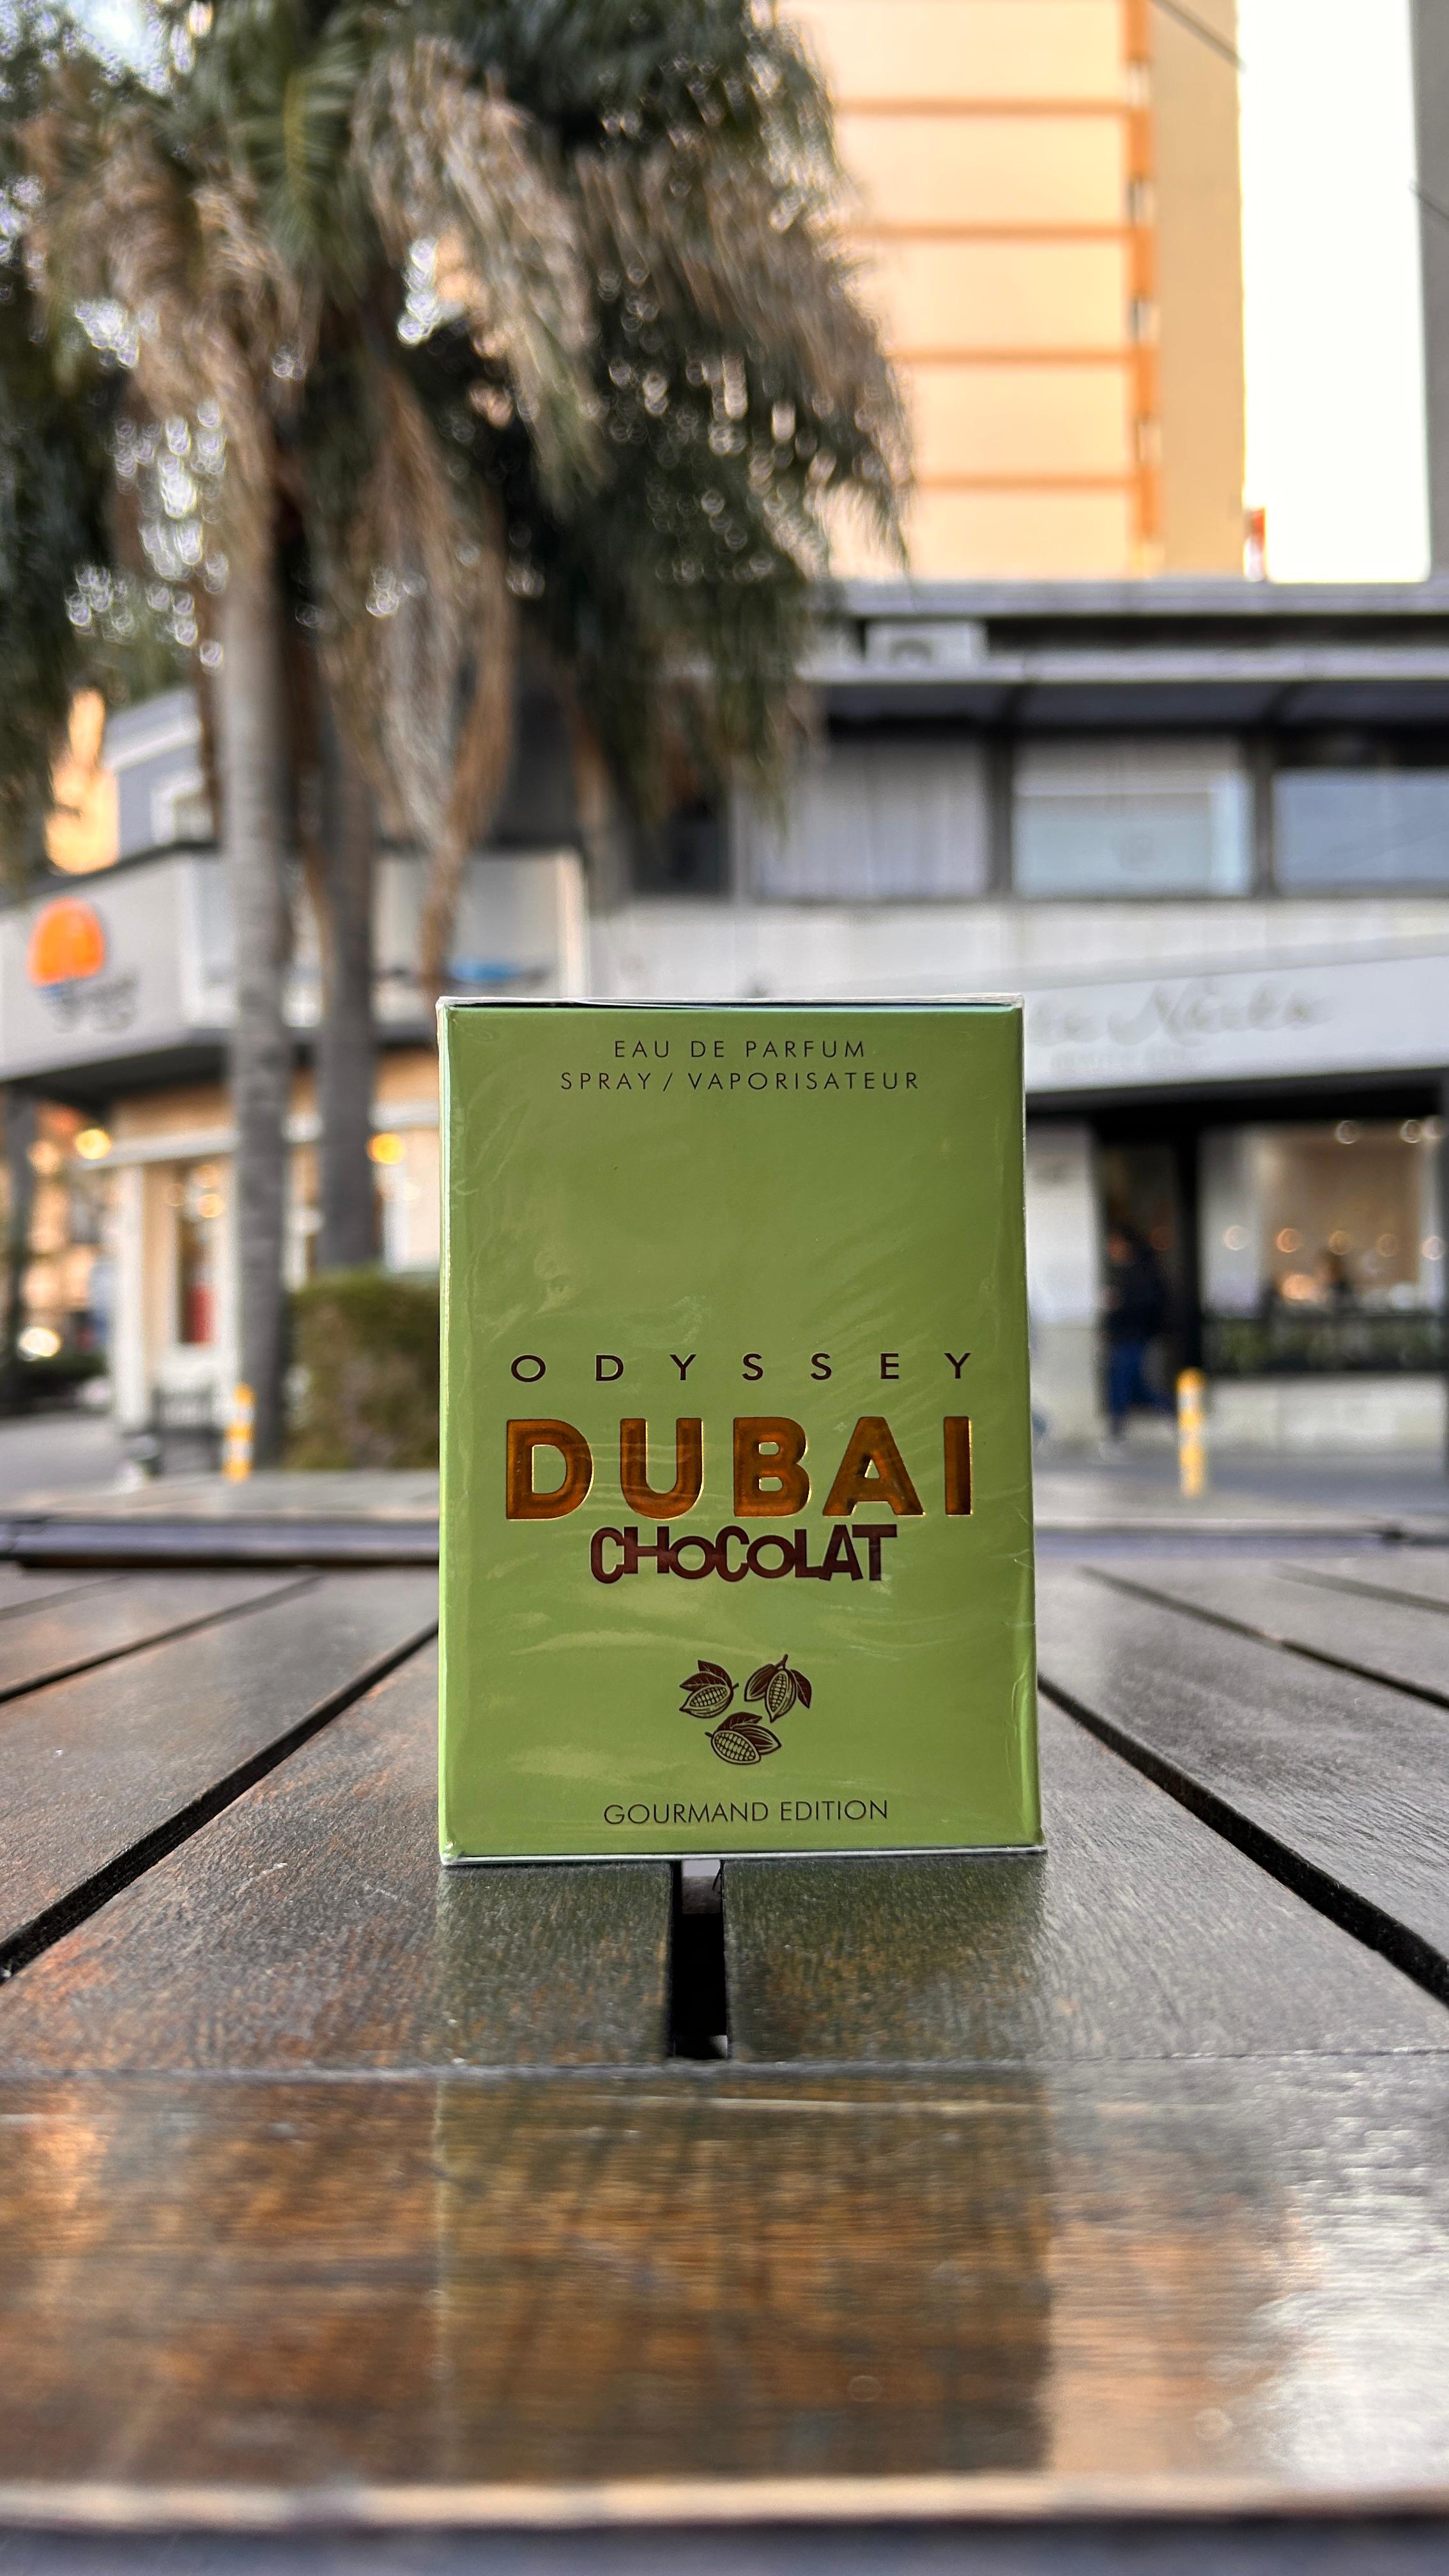 EAU DE PARFUM
SPRAY / VAPORISATEUR
ODYSSEY
DUBAI
CHOCOLAT
GOURMAND EDITION